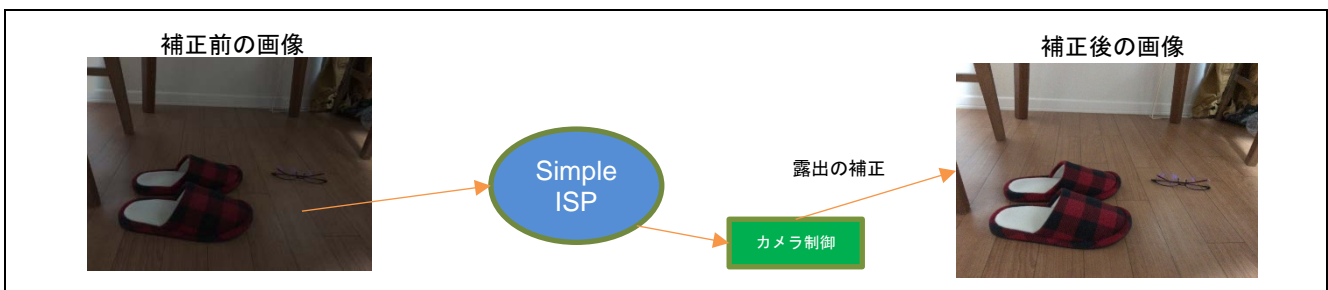 補正前の画像
補正後の画像
Simple
ISP
露出の補正
カメラ制御